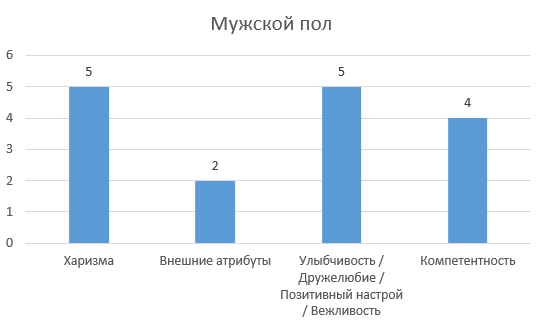 Мужской пол
6
5
4
3
2
1
0
5
2
5
4
Харизма
Внешние атрибуты
Улыбчивость /
Дружелюбие /
Позитивный настрой
/ Вежливость
Компетентность